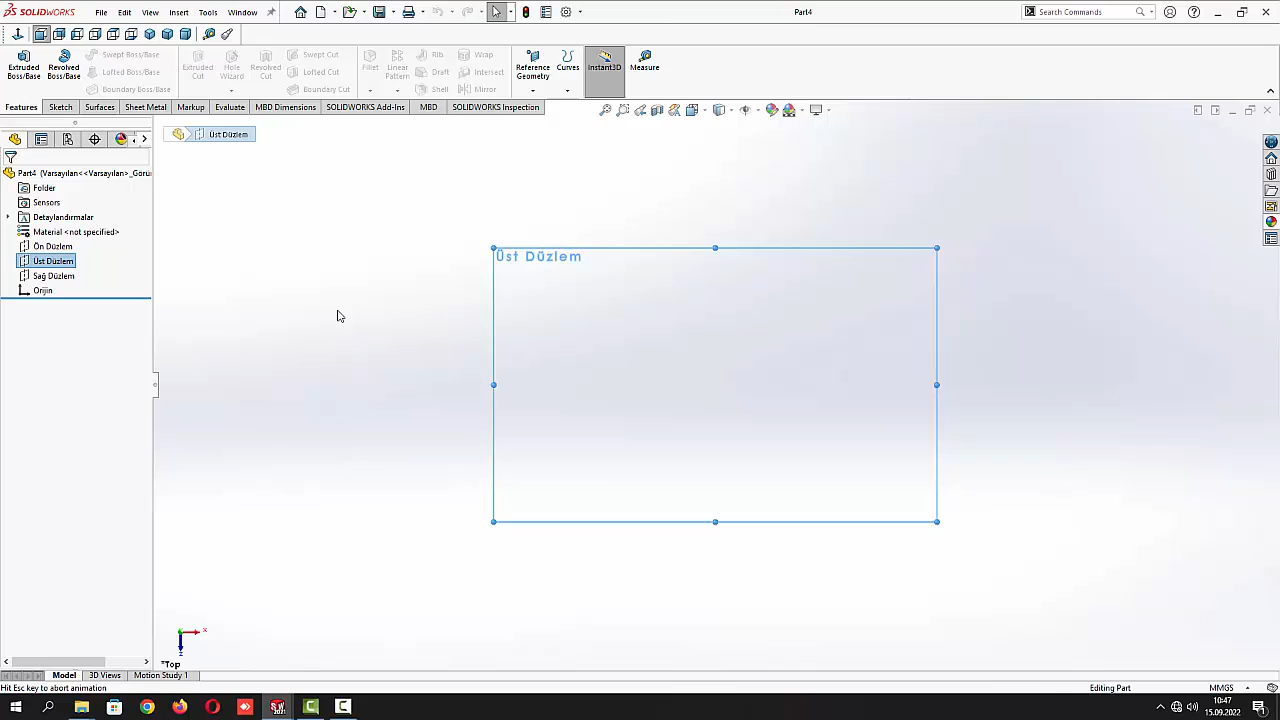 SOLIDWORKS File Edit View Insert Tools Window Part4 Search Commands
Extruded Boss/Base
Revolved Boss/Base
Swept Boss/Base
Lofted Boss/Base
Boundary Boss/Base
Extruded Cut
Hole Wizard
Revolved Cut
Swept Cut
Lofted Cut
Boundary Cut
Fillet
Linear Pattern
Rib
Draft
Shell
Wrap
Intersect
Mirror
Reference Geometry
Curves
Instant3D
Measure
Features Sketch Surfaces Sheet Metal Markup Evaluate MBD Dimensions SOLIDWORKS Add-Ins MBD SOLIDWORKS Inspection
Üst Düzlem
Part4 (Varsayılan<<Varsayılan>_Görü
Folder
Sensors
Detaylandırmalar
Material <not specified>
Ön Düzlem
Üst Düzlem
Sağ Düzlem
Orijin
Üst Düzlem
x
z
*Top
Model 3D Views Motion Study 1
Hit Esc key to abort animation Editing Part MMGS
10:47
15.09.2022